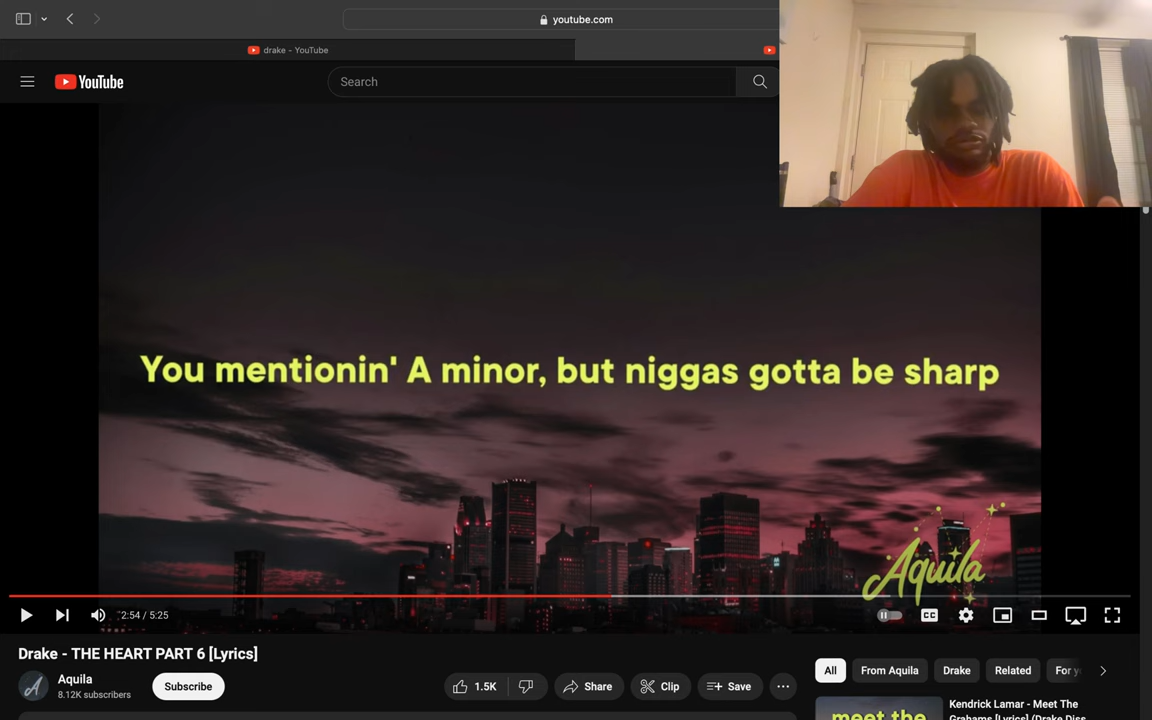 youtube.com
drake - YouTube
YouTube
Search
You mentionin' A minor, but niggas gotta be sharp
Aquila
2:54 / 5:25
CC
Drake - THE HEART PART 6 [Lyrics]
Aquila
8.12K subscribers
Subscribe
1.5K
Share
Clip
Save
All
From Aquila
Drake
Related
For
meet the
Kendrick Lamar - Meet The
Grahams [Lyrics] (Drake Diss